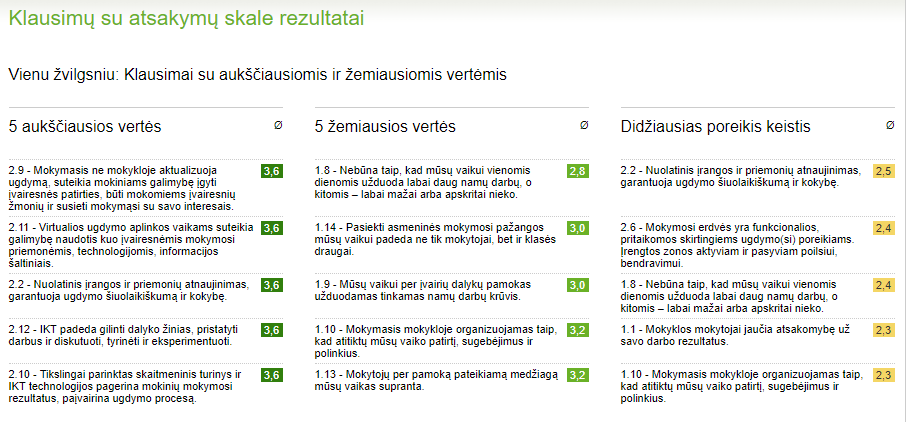 Klausimų su atsakymų skale rezultatai
Vienu žvilgsniu: Klausimai su aukščiausiomis ir žemiausiomis vertėmis
5 aukščiausios vertės Ø
2.9 - Mokymasis ne mokykloje aktualizuoja 3,6
ugdymą, suteikia mokiniams galimybę įgyti
įvairesnės patirties, būti mokomiems įvairesnių
žmonių ir susieti mokymąsi su savo interesais.
2.11 - Virtualios ugdymo aplinkos vaikams suteikia 3,6
galimybę naudotis kuo įvairesnėmis mokymosi
priemonėmis, technologijomis, informacijos
šaltiniais.
2.2 - Nuolatinis įrangos ir priemonių atnaujinimas, 3,6
garantuoja ugdymo šiuolaikiškumą ir kokybę.
2.12 - IKT padeda gilinti dalyko žinias, pristatyti 3,6
darbus ir diskutuoti, tyrinėti ir eksperimentuoti.
2.10 - Tikslingai parinktas skaitmeninis turinys ir 3,6
IKT technologijos pagerina mokinių mokymosi
rezultatus, paįvairina ugdymo procesą.
5 žemiausios vertės Ø
1.8 - Nebūna taip, kad mūsų vaikui vienomis 2,8
dienomis užduoda labai daug namų darbų, o
kitomis – labai mažai arba apskritai nieko.
1.14 - Pasiekti asmeninės mokymosi pažangos 3,0
mūsų vaikui padeda ne tik mokytojai, bet ir klasės
draugai.
1.9 - Mūsų vaikui per įvairių dalykų pamokas 3,0
užduodamas tinkamas namų darbų krūvis.
1.10 - Mokymasis mokykloje organizuojamas taip, 3,2
kad atitiktų mūsų vaiko patirtį, sugebėjimus ir
polinkius.
1.13 - Mokytojų per pamoką pateikiamą medžiagą 3,2
mūsų vaikas supranta.
Didžiausias poreikis keistis Ø
2.2 - Nuolatinis įrangos ir priemonių atnaujinimas, 2,5
garantuoja ugdymo šiuolaikiškumą ir kokybę.
2.6 - Mokymosi erdvės yra funkcionalios, 2,4
pritaikomos skirtingiems ugdymo(si) poreikiams.
Įrengtos zonos aktyviam ir pasyviam poilsiui,
bendravimui.
1.8 - Nebūna taip, kad mūsų vaikui vienomis 2,4
dienomis užduoda labai daug namų darbų, o
kitomis – labai mažai arba apskritai nieko.
1.1 - Mokyklos mokytojai jaučia atsakomybę už 2,3
savo darbo rezultatus.
1.10 - Mokymasis mokykloje organizuojamas taip, 2,3
kad atitiktų mūsų vaiko patirtį, sugebėjimus ir
polinkius.